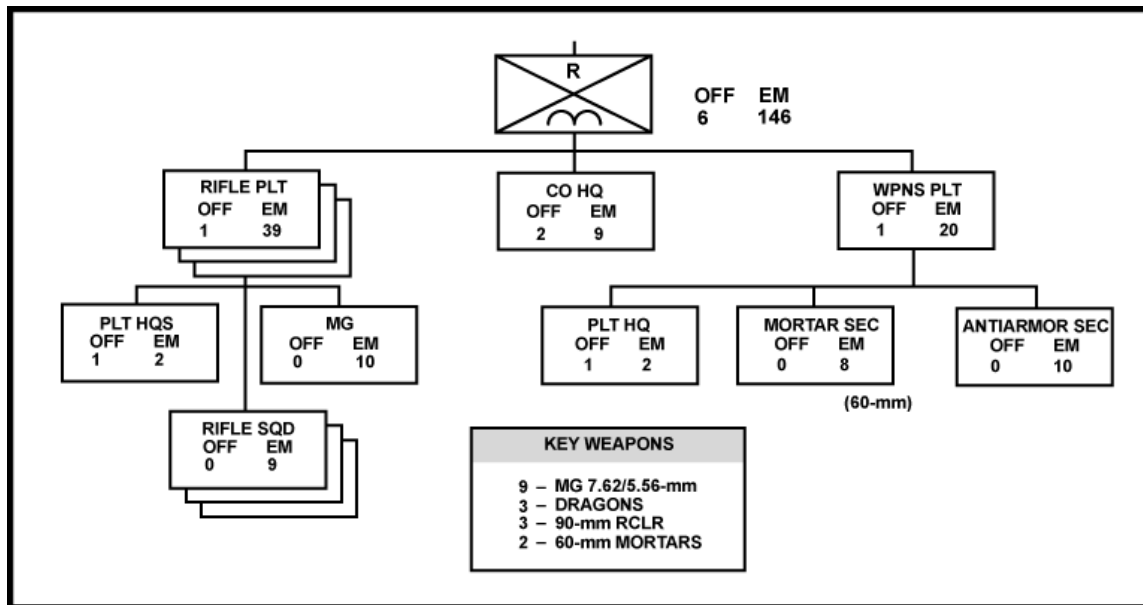 R
OFF EM
6 146
RIFLE PLT
OFF EM
1 39
CO HQ
OFF EM
2 9
WPNS PLT
OFF EM
1 20
PLT HQS
OFF EM
1 2
MG
OFF EM
0 10
PLT HQ
OFF EM
1 2
MORTAR SEC
OFF EM
0 8
(60-mm)
ANTIARMOR SEC
OFF EM
0 10
RIFLE SQD
OFF EM
0 9
KEY WEAPONS
9 – MG 7.62/5.56-mm
3 – DRAGONS
3 – 90-mm RCLR
2 – 60-mm MORTARS